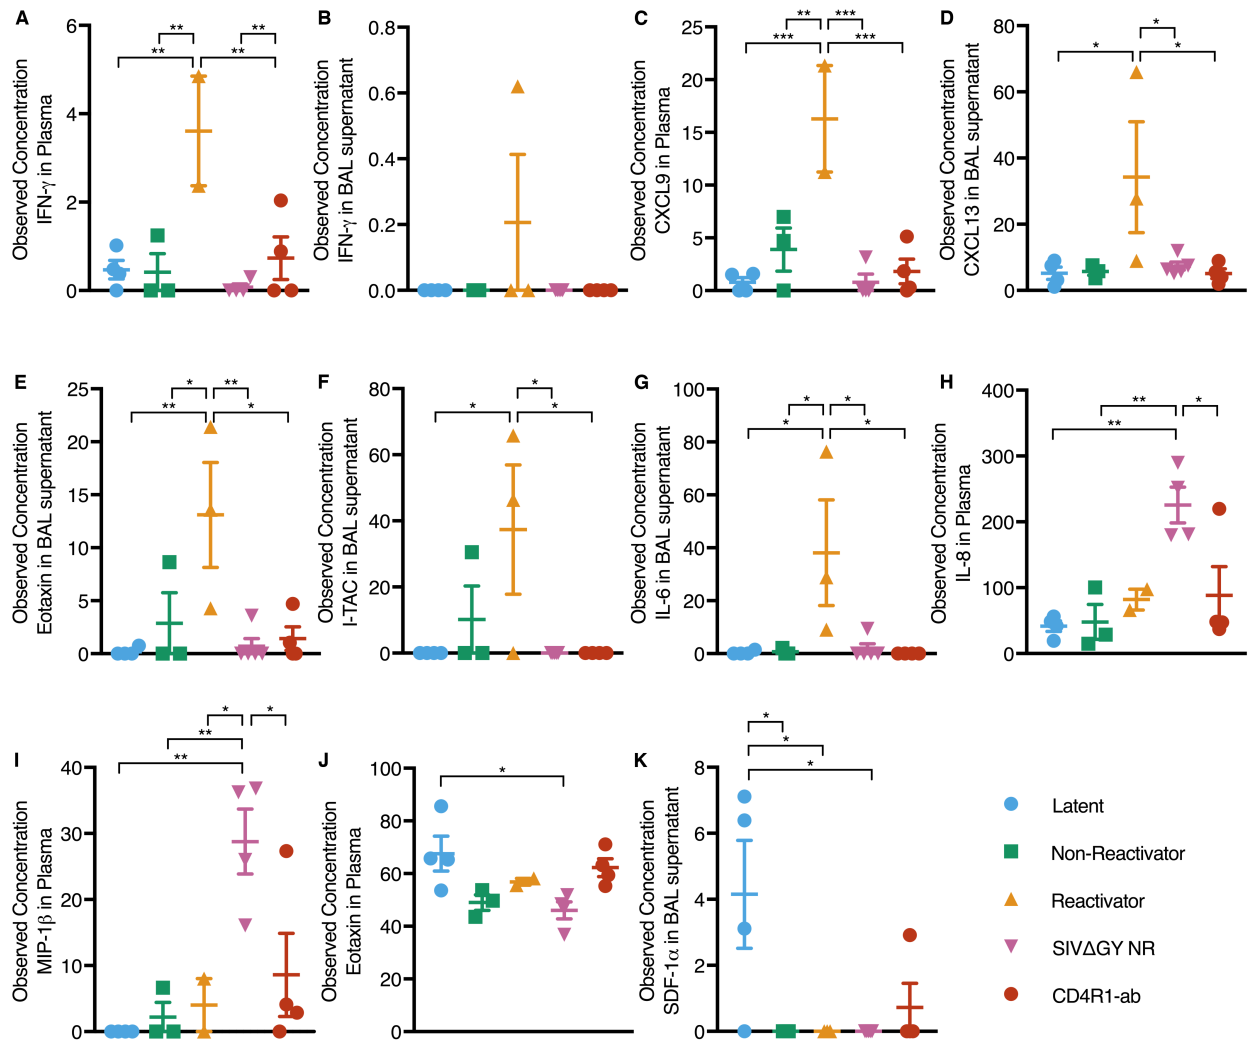 A
Observed Concentration
IFN-γ in Plasma
6
4
2
0
**
**
**
**
B
Observed Concentration
IFN-γ in BAL supernatant
0.8
0.6
0.4
0.2
0.0
C
Observed Concentration
CXCL9 in Plasma
25
20
15
10
5
0
**
***
***
***
D
Observed Concentration
CXCL13 in BAL supernatant
80
60
40
20
0
*
*
*
E
Observed Concentration
Eotaxin in BAL supernatant
25
20
15
10
5
0
*
**
**
*
F
Observed Concentration
I-TAC in BAL supernatant
80
60
40
20
0
*
*
*
G
Observed Concentration
IL-6 in BAL supernatant
100
80
60
40
20
0
*
*
*
*
H
Observed Concentration
IL-8 in Plasma
400
300
200
100
0
**
*
**
I
Observed Concentration
MIP-1β in Plasma
40
30
20
10
0
*
*
**
**
J
Observed Concentration
Eotaxin in Plasma
100
80
60
40
20
0
*
K
Observed Concentration
SDF-1α in BAL supernatant
8
6
4
2
0
*
*
*
Latent
Non-Reactivator
Reactivator
SIVΔGY NR
CD4R1-ab